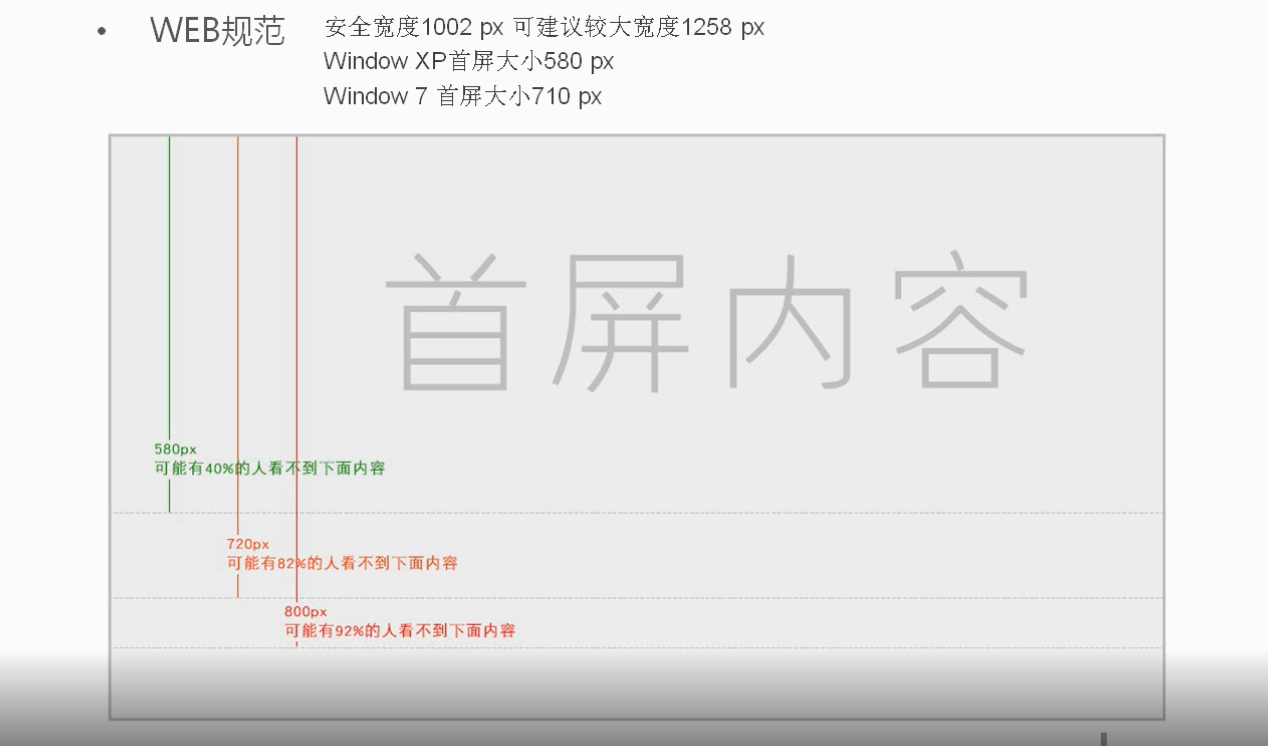 • WEB规范
安全宽度1002 px 可建议较大宽度1258 px
Window XP首屏大小580 px
Window 7 首屏大小710 px
首屏内容
580px
可能有40%的人看不到下面内容
720px
可能有82%的人看不到下面内容
800px
可能有92%的人看不到下面内容